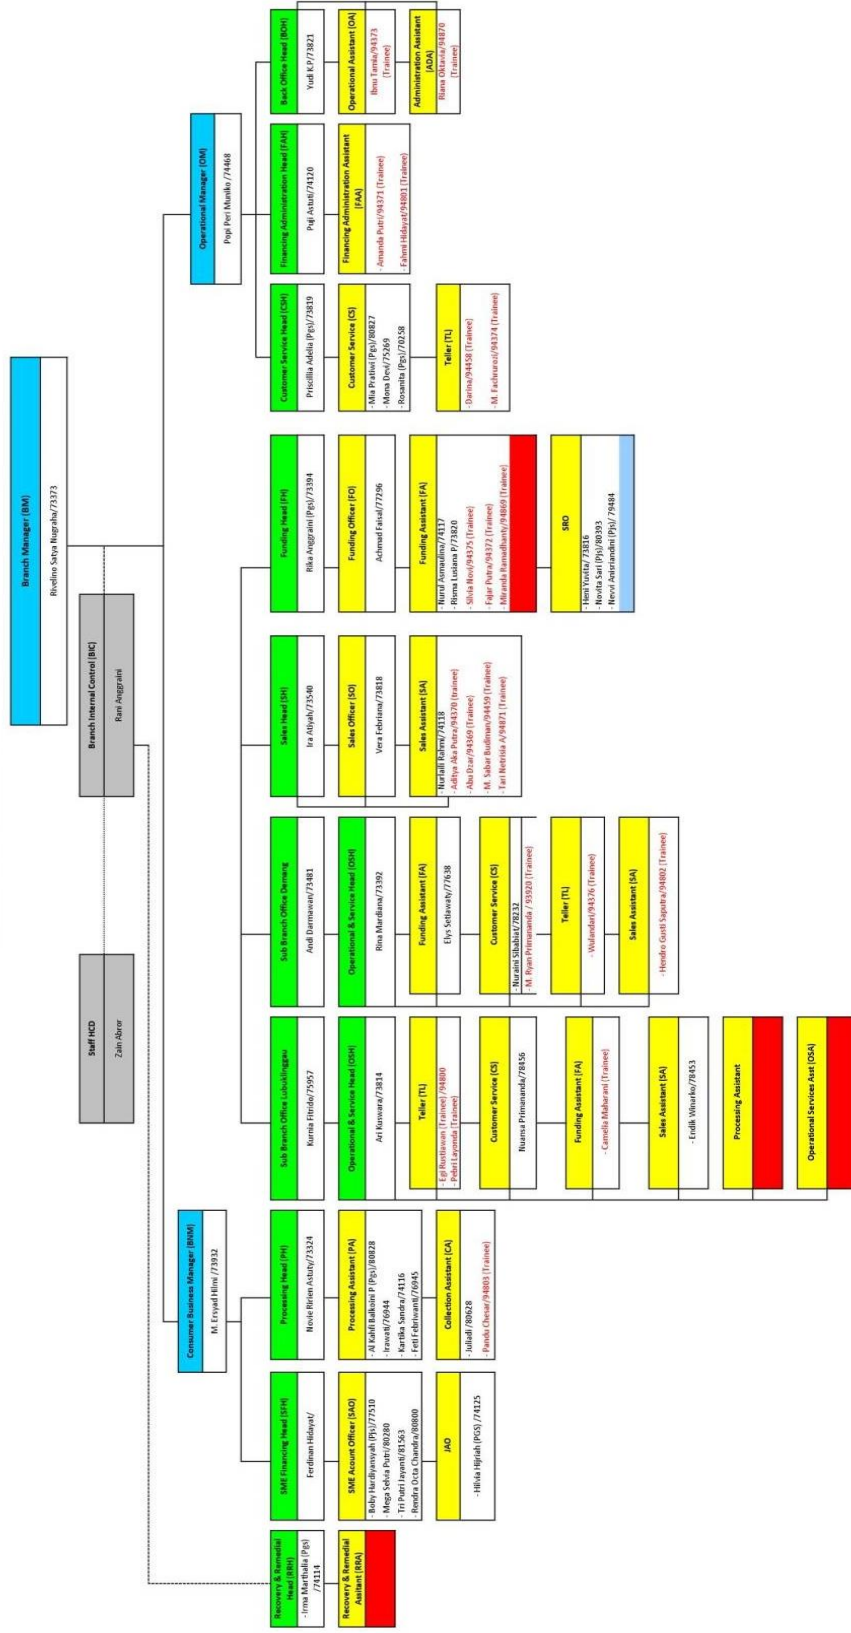 Branch Manager (BM)
Rivelino Satya Nugraha/73373
Staff HCD
Zain Abror
Branch Internal Control (BIC)
Rani Anggraini
Consumer Business Manager (BNM)
M. Ersyad Hilmi /73932
Operational Manager (OM)
Popi Peri Muniko /74468
Recovery & Remedial
Head (RRH)
- Irma Marthalia (Pgs)
/74114
Recovery & Remedial
Assitant (RRA)
SME Financing Head (SFH)
Ferdinan Hidayat/
SME Acount Officer (SAO)
- Boby Hardiyansyah (Pjs)/77510
- Mega Selvia Putri/80280
- Tri Putri Jayanti/81563
- Rendra Octa Chandra/80800
JAO
- Hilvia Hijriah (PGS) /74125
Processing Head (PH)
Novie Ririen Astuty/73324
Processing Assistant (PA)
- Al Kahfi Balkoini P (Pgs)/80828
- Irawati/76944
- Kartika Sandra/74116
- Feti Febriwanti/76945
Collection Assistant (CA)
- Juliadi /80628
- Pandu Chesar/94803 (Trainee)
Sub Branch Office Lubuklinggau
Kurnia Fitrido/75957
Operational & Service Head (OSH)
Ari Kuswara/73814
Teller (TL)
- Egi Rustiawan (Trainee) /94800
- Pebri Layonda (Trainee)
Customer Service (CS)
Nuansa Primananda/78456
Funding Assistant (FA)
- Camelia Maharani (Trainee)
Sales Assistant (SA)
- Endik Winarko/78453
Processing Assistant
Operational Services Asst (OSA)
Sub Branch Office Demang
Andi Darmawan/73481
Operational & Service Head (OSH)
Rina Mardiana/73392
Funding Assistant (FA)
Elys Setiawaty/77638
Customer Service (CS)
- Nuraini Sibabiat/78232
- M. Ryan Primananda / 93920 (Trainee)
Teller (TL)
- Wulandari/94376 (Trainee)
Sales Assistant (SA)
- Hendro Gusti Saputra/94802 (Trainee)
Sales Head (SH)
Ira Atiyah/73540
Sales Officer (SO)
Vera Febriana/73818
Sales Assistant (SA)
- Nurlaili Rahmi/74118
- Aditya Aka Putra/94370 (trainee)
- Abu Dzar/94369 (Trainee)
- M. Sabar Budiman/94459 (Trainee)
- Tari Netrisia A/94871 (Trainee)
Funding Head (FH)
Rika Anggraini (Pgs)/73394
Funding Officer (FO)
Achmad Faisal/77296
Funding Assistant (FA)
- Nurul Asmaulina/74117
- Risma Lusiana P/73820
- Silvia Novi/94375 (Trainee)
- Fajar Putra/94372 (Trainee)
- Miranda Ramadhanty/94869 (Trainee)
SRO
- Heni Yuvita/ 73816
- Novita Sari (Pjs)/80393
- Nevvi Anisriandini (Pjs)/ 79484
Customer Service Head (CSH)
Priscillia Adelia (Pgs)/73819
Customer Service (CS)
- Mia Pratiwi (Pgs)/80827
- Mona Devi/75269
- Rosanita (Pgs)/70258
Teller (TL)
- Darina/94458 (Trainee)
- M. Fachrurozi/94374 (Trainee)
Financing Administration Head (FAH)
Puji Astuti/74120
Financing Administration Assistant
(FAA)
- Amanda Putri/94371 (Trainee)
- Fahmi Hidayat/94801 (Trainee)
Back Office Head (BOH)
Yudi K.P/73821
Operational Assistant (OA)
Ibnu Tamia/94373
(Trainee)
Administration Assistant
(ADA)
Riana Oktavia/94870
(Trainee)